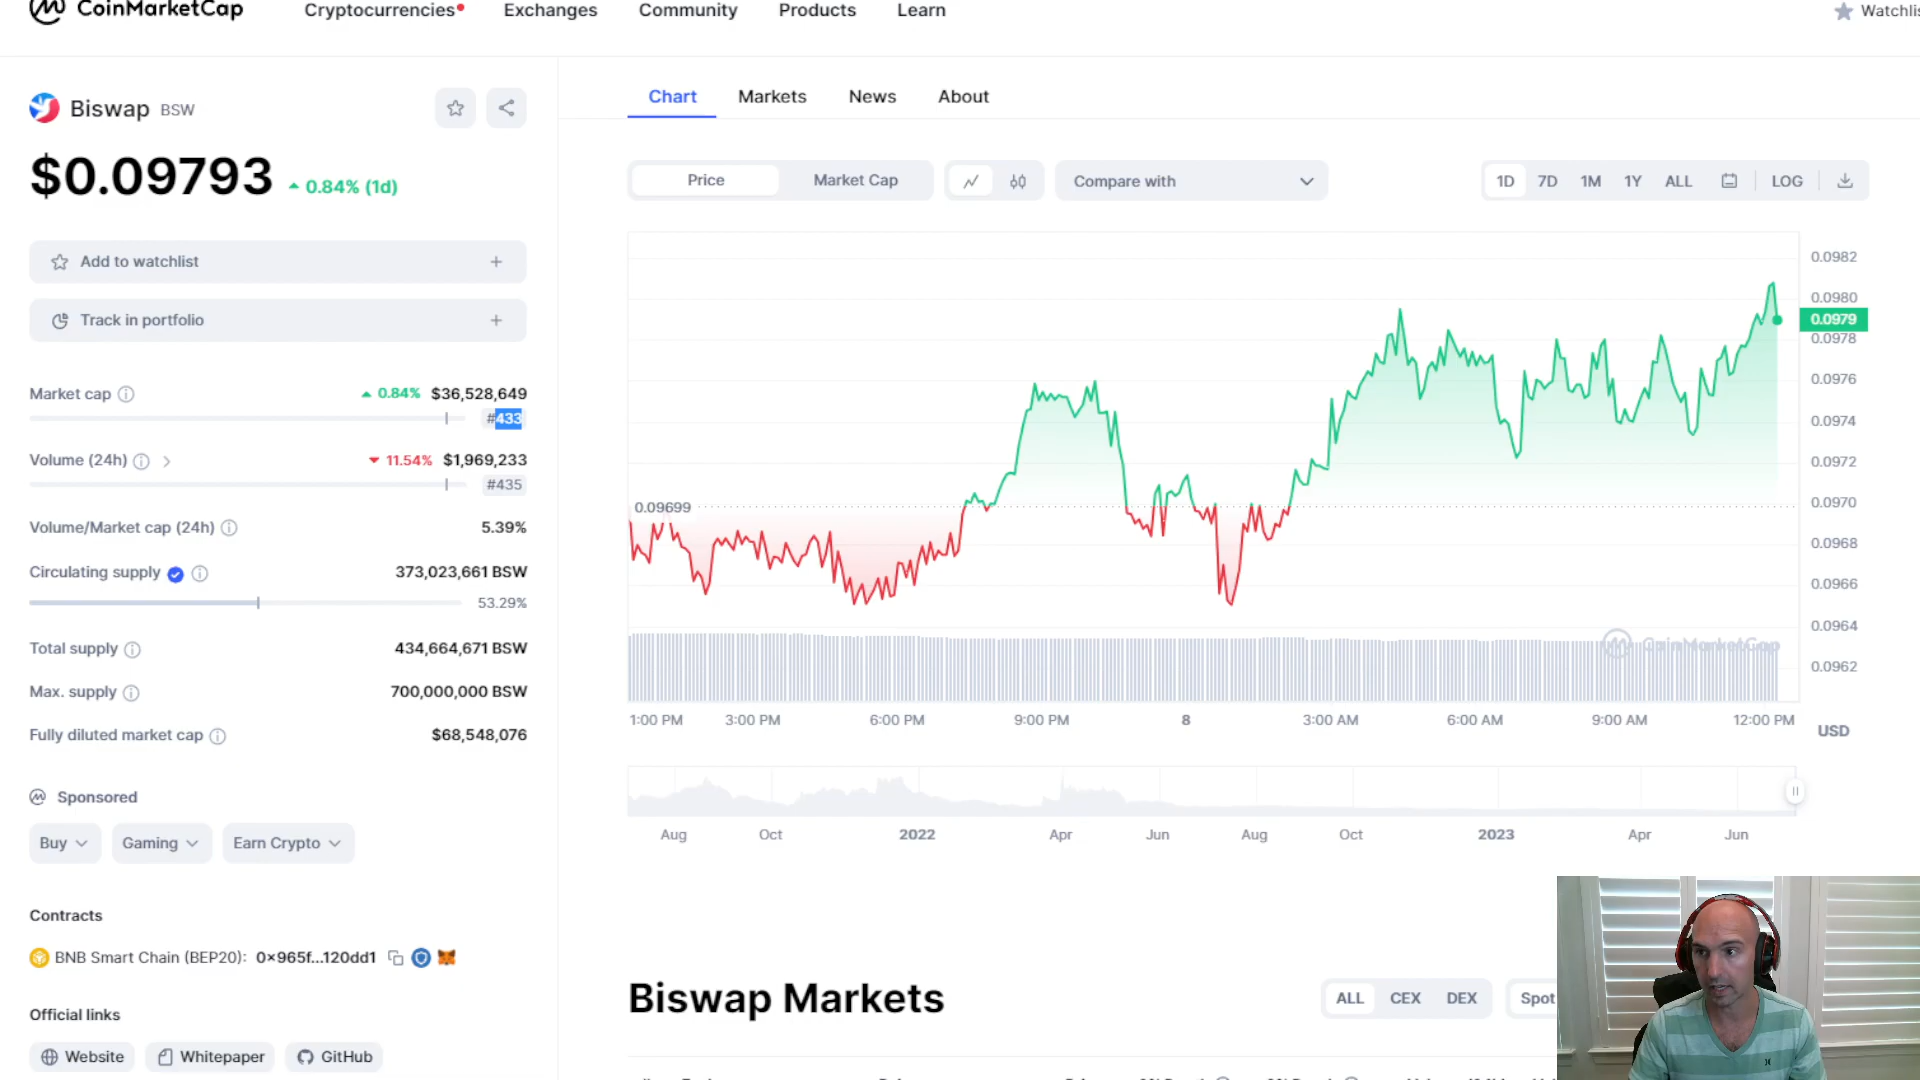 CoinMarketCap
Cryptocurrencies
Exchanges
Community
Products
Learn
Biswap BSW
$0.09793 0.84% (1d)
Add to watchlist
Track in portfolio
Market cap 0.84% $36,528,649
#433
Volume (24h) 11.54% $1,969,233
#435
Volume/Market cap (24h) 5.39%
Circulating supply 373,023,661 BSW
53.29%
Total supply 434,664,671 BSW
Max. supply 700,000,000 BSW
Fully diluted market cap $68,548,076
Sponsored
Buy Gaming Earn Crypto
Contracts
BNB Smart Chain (BEP20): 0x965f...120dd1
Official links
Website Whitepaper GitHub
Chart Markets News About
Price Market Cap Compare with 1D 7D 1M 1Y ALL LOG
0.0982
0.0980
0.0979
0.0978
0.0976
0.0974
0.0972
0.0970
0.0968
0.0966
0.0964
0.0962
0.09699
CoinMarketCap
1:00 PM 3:00 PM 6:00 PM 9:00 PM 8 3:00 AM 6:00 AM 9:00 AM 12:00 PM
USD
Aug Oct 2022 Apr Jun Aug Oct 2023 Apr Jun
Biswap Markets ALL CEX DEX Spot